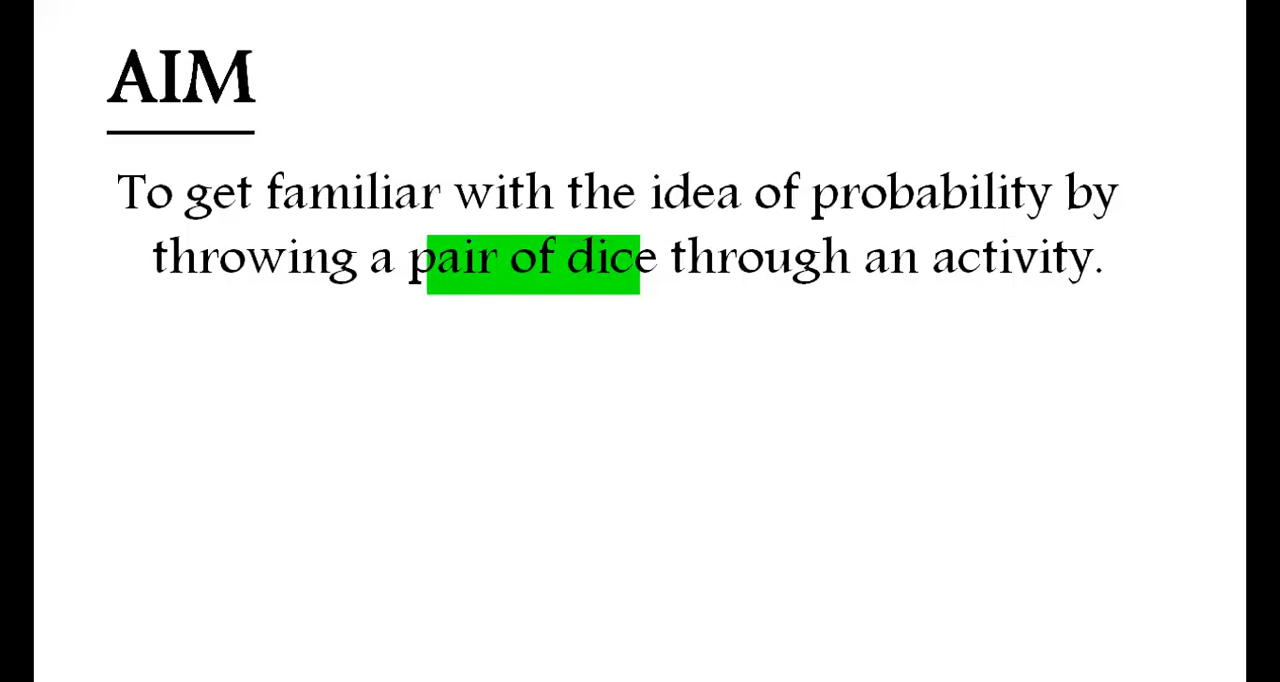 AIM
To get familiar with the idea of probability by
throwing a pair of dice through an activity.